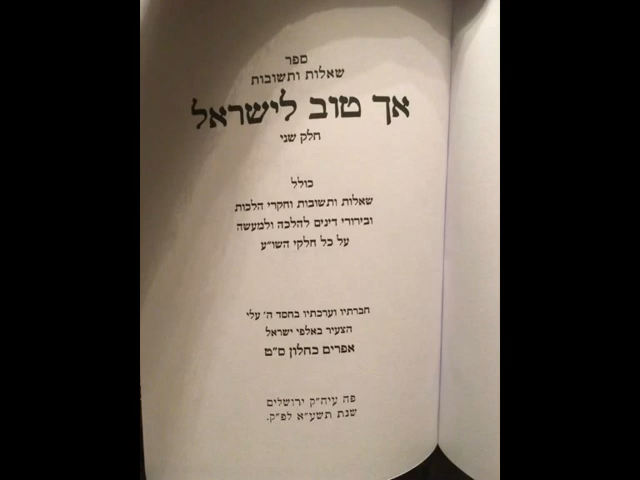 ספר
שאלות ותשובות
אך טוב לישראל
חלק שני
כולל
שאלות ותשובות וחקרי הלכות
ובירורי דינים להלכה ולמעשה
על כל חלקי השו״ע
חברתיו וערכתיו בחסד ה׳ עלי
הצעיר באלפי ישראל
אפרים כחלון ס״ט
פה עיה״ק ירושלים
שנת תשע״א לפ״ק.